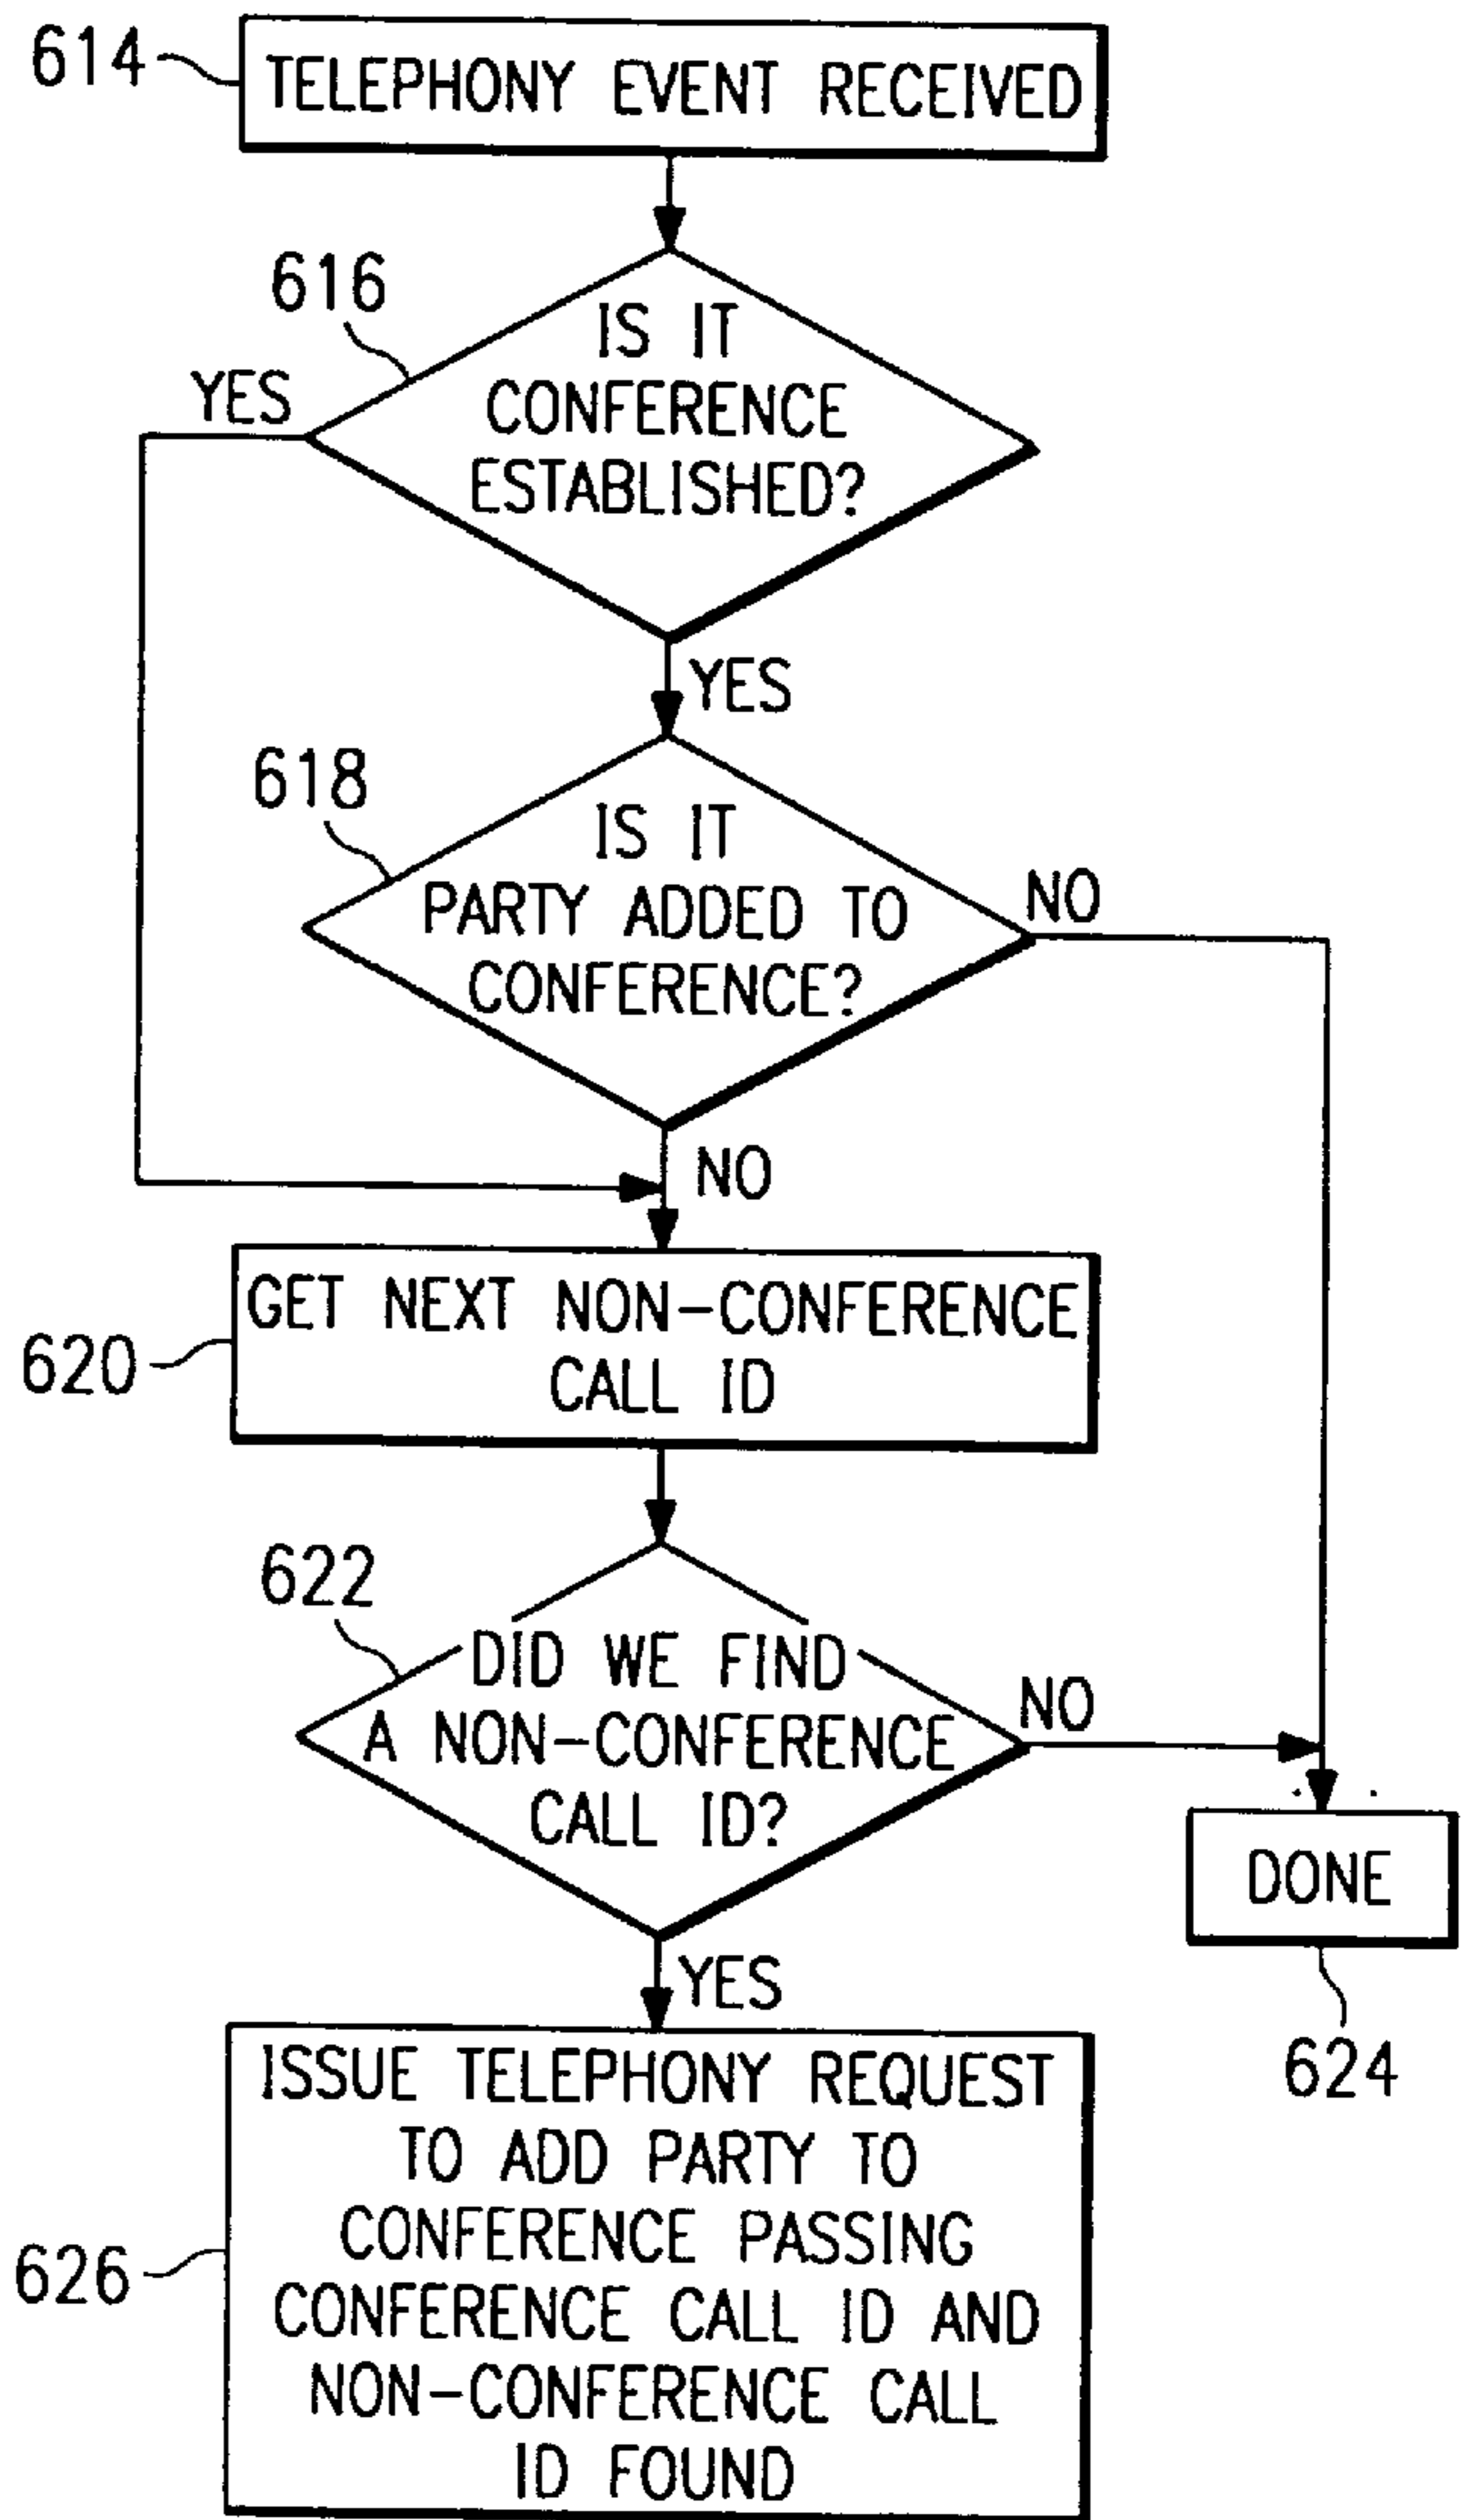 614
TELEPHONY EVENT RECEIVED
616
IS IT
CONFERENCE
ESTABLISHED?
YES
YES
618
IS IT
PARTY ADDED TO
CONFERENCE?
NO
NO
GET NEXT NON-CONFERENCE
CALL ID
620
622
DID WE FIND
A NON-CONFERENCE
CALL ID?
NO
DONE
624
YES
ISSUE TELEPHONY REQUEST
TO ADD PARTY TO
CONFERENCE PASSING
CONFERENCE CALL ID AND
NON-CONFERENCE CALL
ID FOUND
626